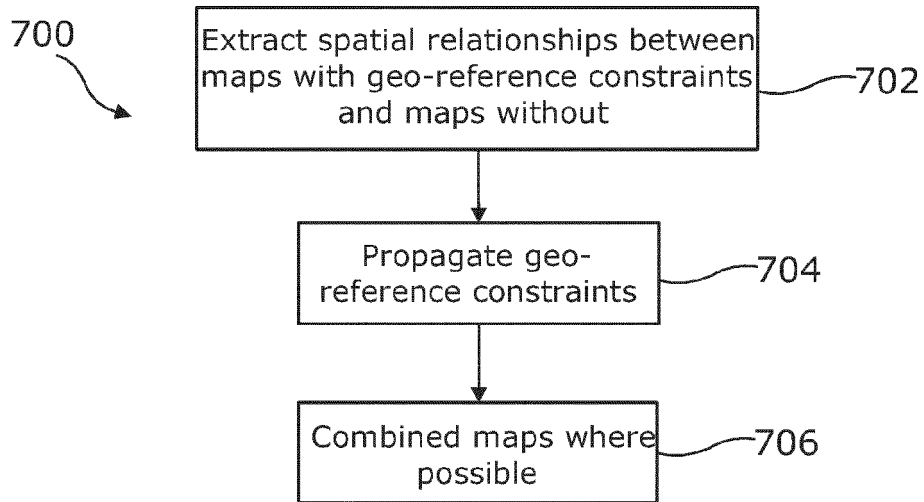 700
Extract spatial relationships between
maps with geo-reference constraints
and maps without
702
Propagate geo-
reference constraints
704
Combined maps where
possible
706